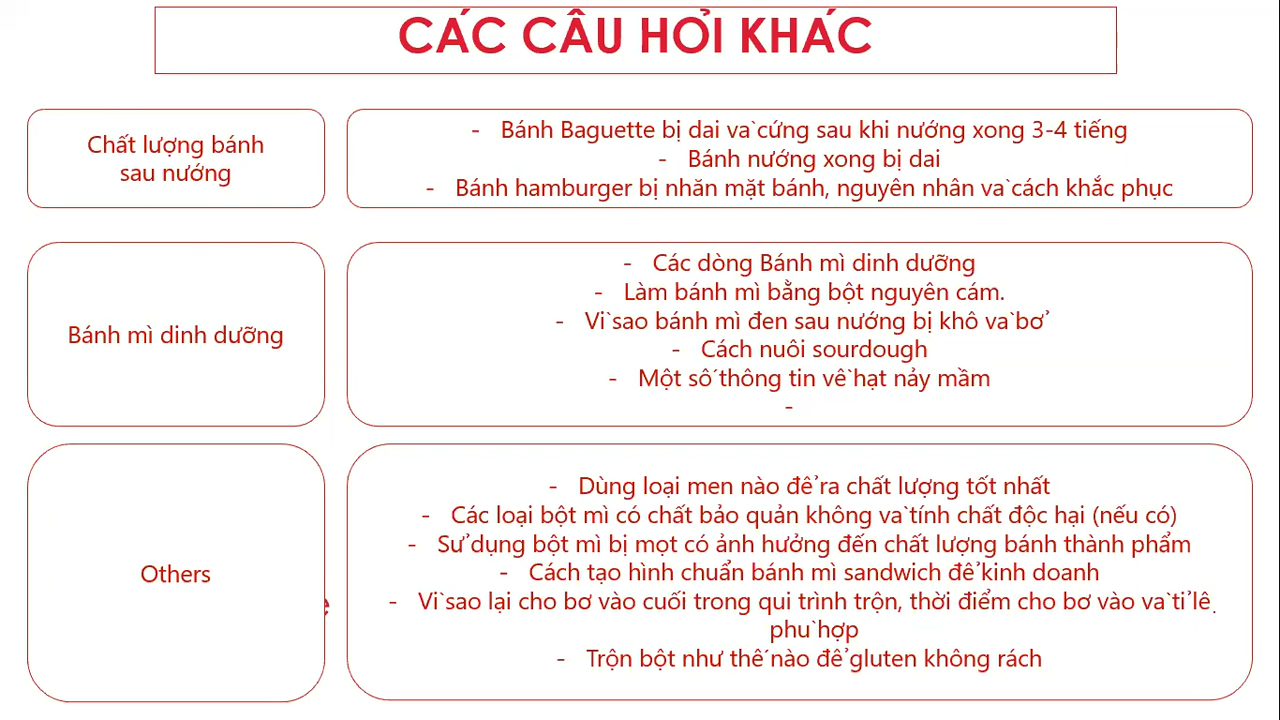 CÁC CÂU HỎI KHÁC
Chất lượng bánh
sau nướng
- Bánh Baguette bị dai và cứng sau khi nướng xong 3-4 tiếng
- Bánh nướng xong bị dai
- Bánh hamburger bị nhăn mặt bánh, nguyên nhân và cách khắc phục
Bánh mì dinh dưỡng
- Các dòng Bánh mì dinh dưỡng
- Làm bánh mì bằng bột nguyên cám.
- Vì sao bánh mì đen sau nướng bị khô và bở
- Cách nuôi sourdough
- Một số thông tin về hạt nảy mầm
-
Others
- Dùng loại men nào để ra chất lượng tốt nhất
- Các loại bột mì có chất bảo quản không và tính chất độc hại (nếu có)
- Sử dụng bột mì bị mọt có ảnh hưởng đến chất lượng bánh thành phẩm
- Cách tạo hình chuẩn bánh mì sandwich để kinh doanh
- Vì sao lại cho bơ vào cuối trong qui trình trộn, thời điểm cho bơ vào và tỉ lệ
phù hợp
- Trộn bột như thế nào để gluten không rách